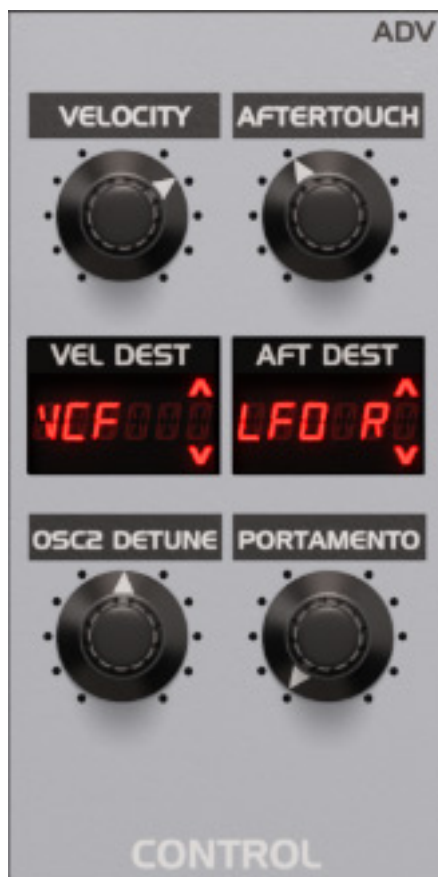 ADV
VELOCITY AFTERTOUCH
VEL DEST AFT DEST
VCF LFO R
OSC2 DETUNE PORTAMENTO
CONTROL